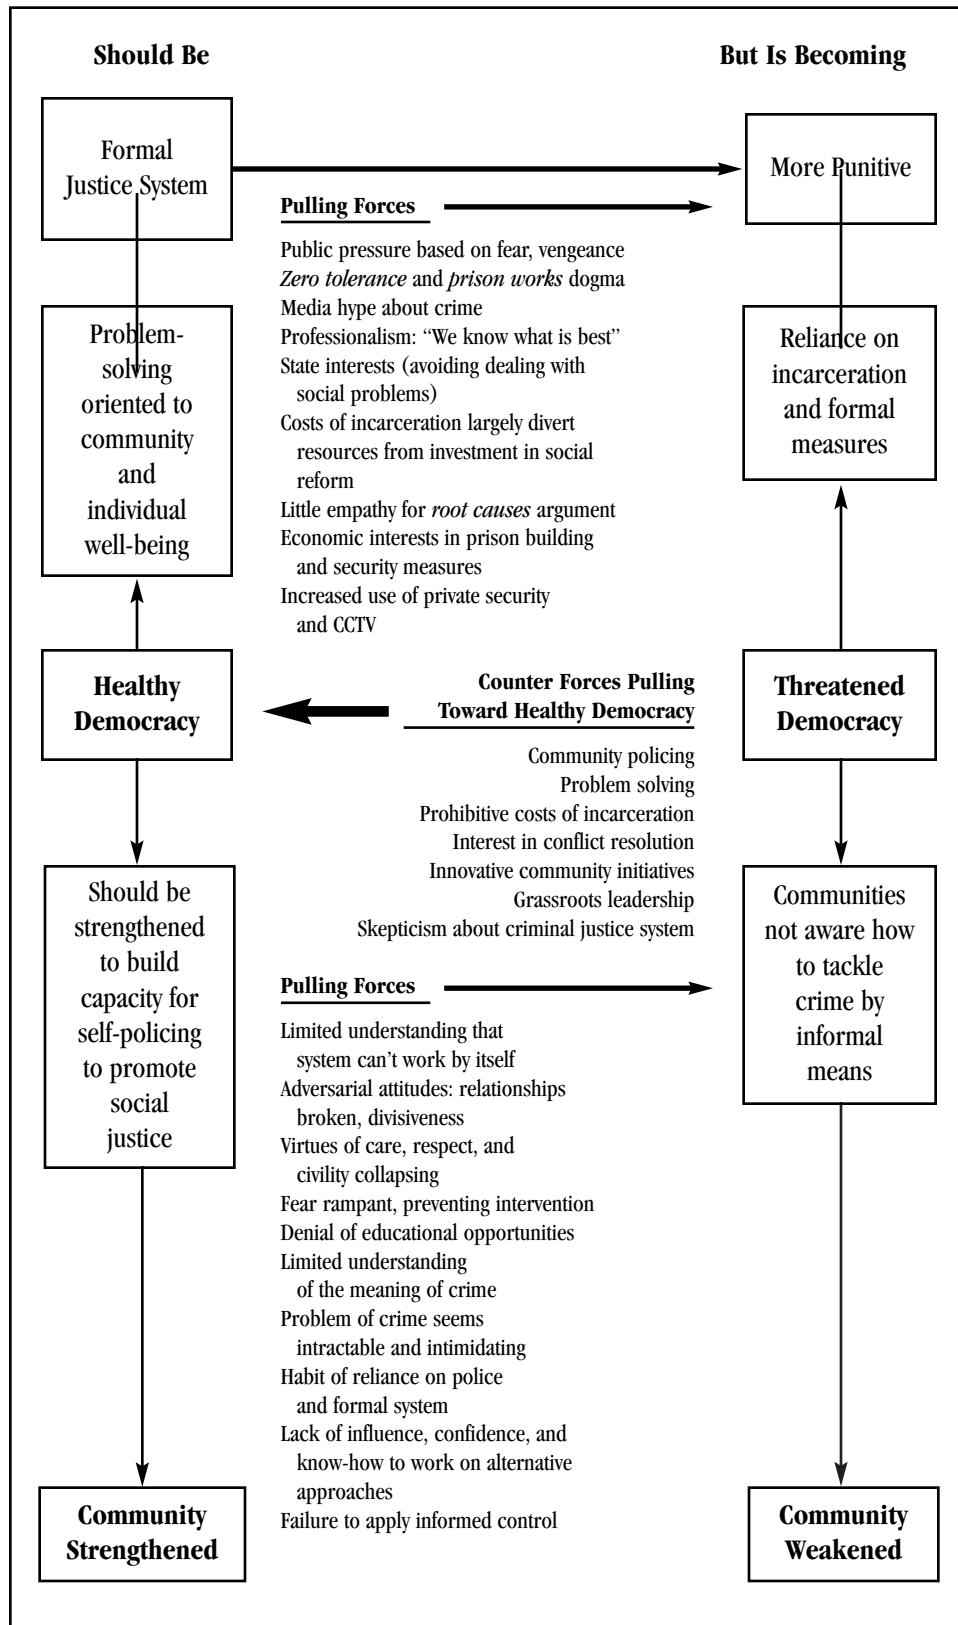 Should Be
But Is Becoming
Formal
Justice System
More Punitive
Pulling Forces
Public pressure based on fear, vengeance
Zero tolerance and prison works dogma
Media hype about crime
Professionalism: “We know what is best”
State interests (avoiding dealing with
social problems)
Costs of incarceration largely divert
resources from investment in social
reform
Little empathy for root causes argument
Economic interests in prison building
and security measures
Increased use of private security
and CCTV
Problem-
solving
oriented to
community
and
individual
well-being
Reliance on
incarceration
and formal
measures
Healthy
Democracy
Counter Forces Pulling
Toward Healthy Democracy
Community policing
Problem solving
Prohibitive costs of incarceration
Interest in conflict resolution
Innovative community initiatives
Grassroots leadership
Skepticism about criminal justice system
Threatened
Democracy
Should be
strengthened
to build
capacity for
self-policing
to promote
social
justice
Communities
not aware how
to tackle
crime by
informal
means
Pulling Forces
Limited understanding that
system can’t work by itself
Adversarial attitudes: relationships
broken, divisiveness
Virtues of care, respect, and
civility collapsing
Fear rampant, preventing intervention
Denial of educational opportunities
Limited understanding
of the meaning of crime
Problem of crime seems
intractable and intimidating
Habit of reliance on police
and formal system
Lack of influence, confidence, and
know-how to work on alternative
approaches
Failure to apply informed control
Community
Strengthened
Community
Weakened